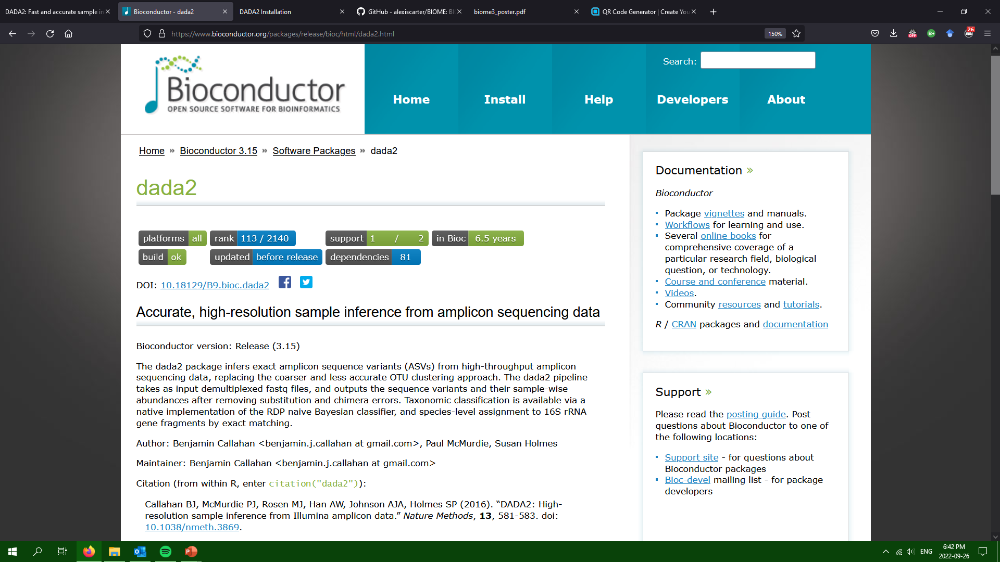 DADA2: Fast and accurate sample in
Bioconductor - dada2
DADA2 Installation
GitHub - alexiscarter/BIOME: BI
biome3_poster.pdf
QR Code Generator | Create You
https://www.bioconductor.org/packages/release/bioc/html/dada2.html
150%
OFF
B+
26
Bioconductor
OPEN SOURCE SOFTWARE FOR BIOINFORMATICS
Search:
Home
Install
Help
Developers
About
Home » Bioconductor 3.15 » Software Packages » dada2
dada2
platforms all
rank 113 / 2140
support 1 / 2
in Bioc 6.5 years
build ok
updated before release
dependencies 81
DOI: 10.18129/B9.bioc.dada2
Accurate, high-resolution sample inference from amplicon sequencing data
Bioconductor version: Release (3.15)
The dada2 package infers exact amplicon sequence variants (ASVs) from high-throughput amplicon
sequencing data, replacing the coarser and less accurate OTU clustering approach. The dada2 pipeline
takes as input demultiplexed fastq files, and outputs the sequence variants and their sample-wise
abundances after removing substitution and chimera errors. Taxonomic classification is available via a
native implementation of the RDP naive Bayesian classifier, and species-level assignment to 16S rRNA
gene fragments by exact matching.
Author: Benjamin Callahan <benjamin.j.callahan at gmail.com>, Paul McMurdie, Susan Holmes
Maintainer: Benjamin Callahan <benjamin.j.callahan at gmail.com>
Citation (from within R, enter citation("dada2")):
Callahan BJ, McMurdie PJ, Rosen MJ, Han AW, Johnson AJA, Holmes SP (2016). “DADA2: High-
resolution sample inference from Illumina amplicon data.” Nature Methods, 13, 581-583. doi:
10.1038/nmeth.3869.
Documentation »
Bioconductor
Package vignettes and manuals.
Workflows for learning and use.
Several online books for
comprehensive coverage of a
particular research field, biological
question, or technology.
Course and conference material.
Videos.
Community resources and tutorials.
R / CRAN packages and documentation
Support »
Please read the posting guide. Post
questions about Bioconductor to one of
the following locations:
Support site - for questions about
Bioconductor packages
Bioc-devel mailing list - for package
developers
ENG
6:42 PM
2022-09-26